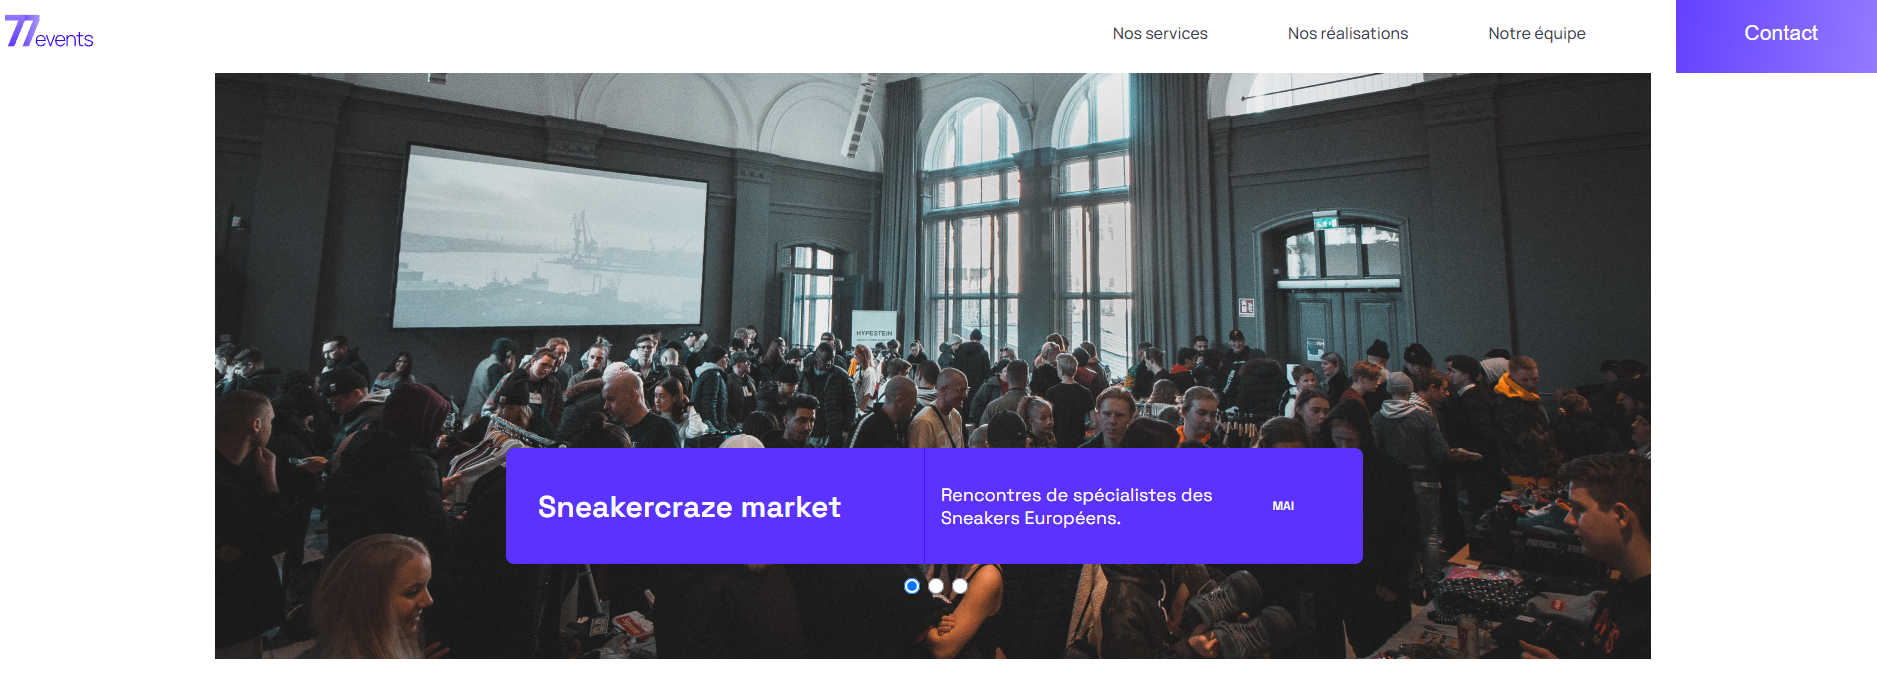 77events
Nos services
Nos réalisations
Notre équipe
Contact
HYPESTEIN
Sneakercraze market
Rencontres de spécialistes des
Sneakers Européens.
MAI